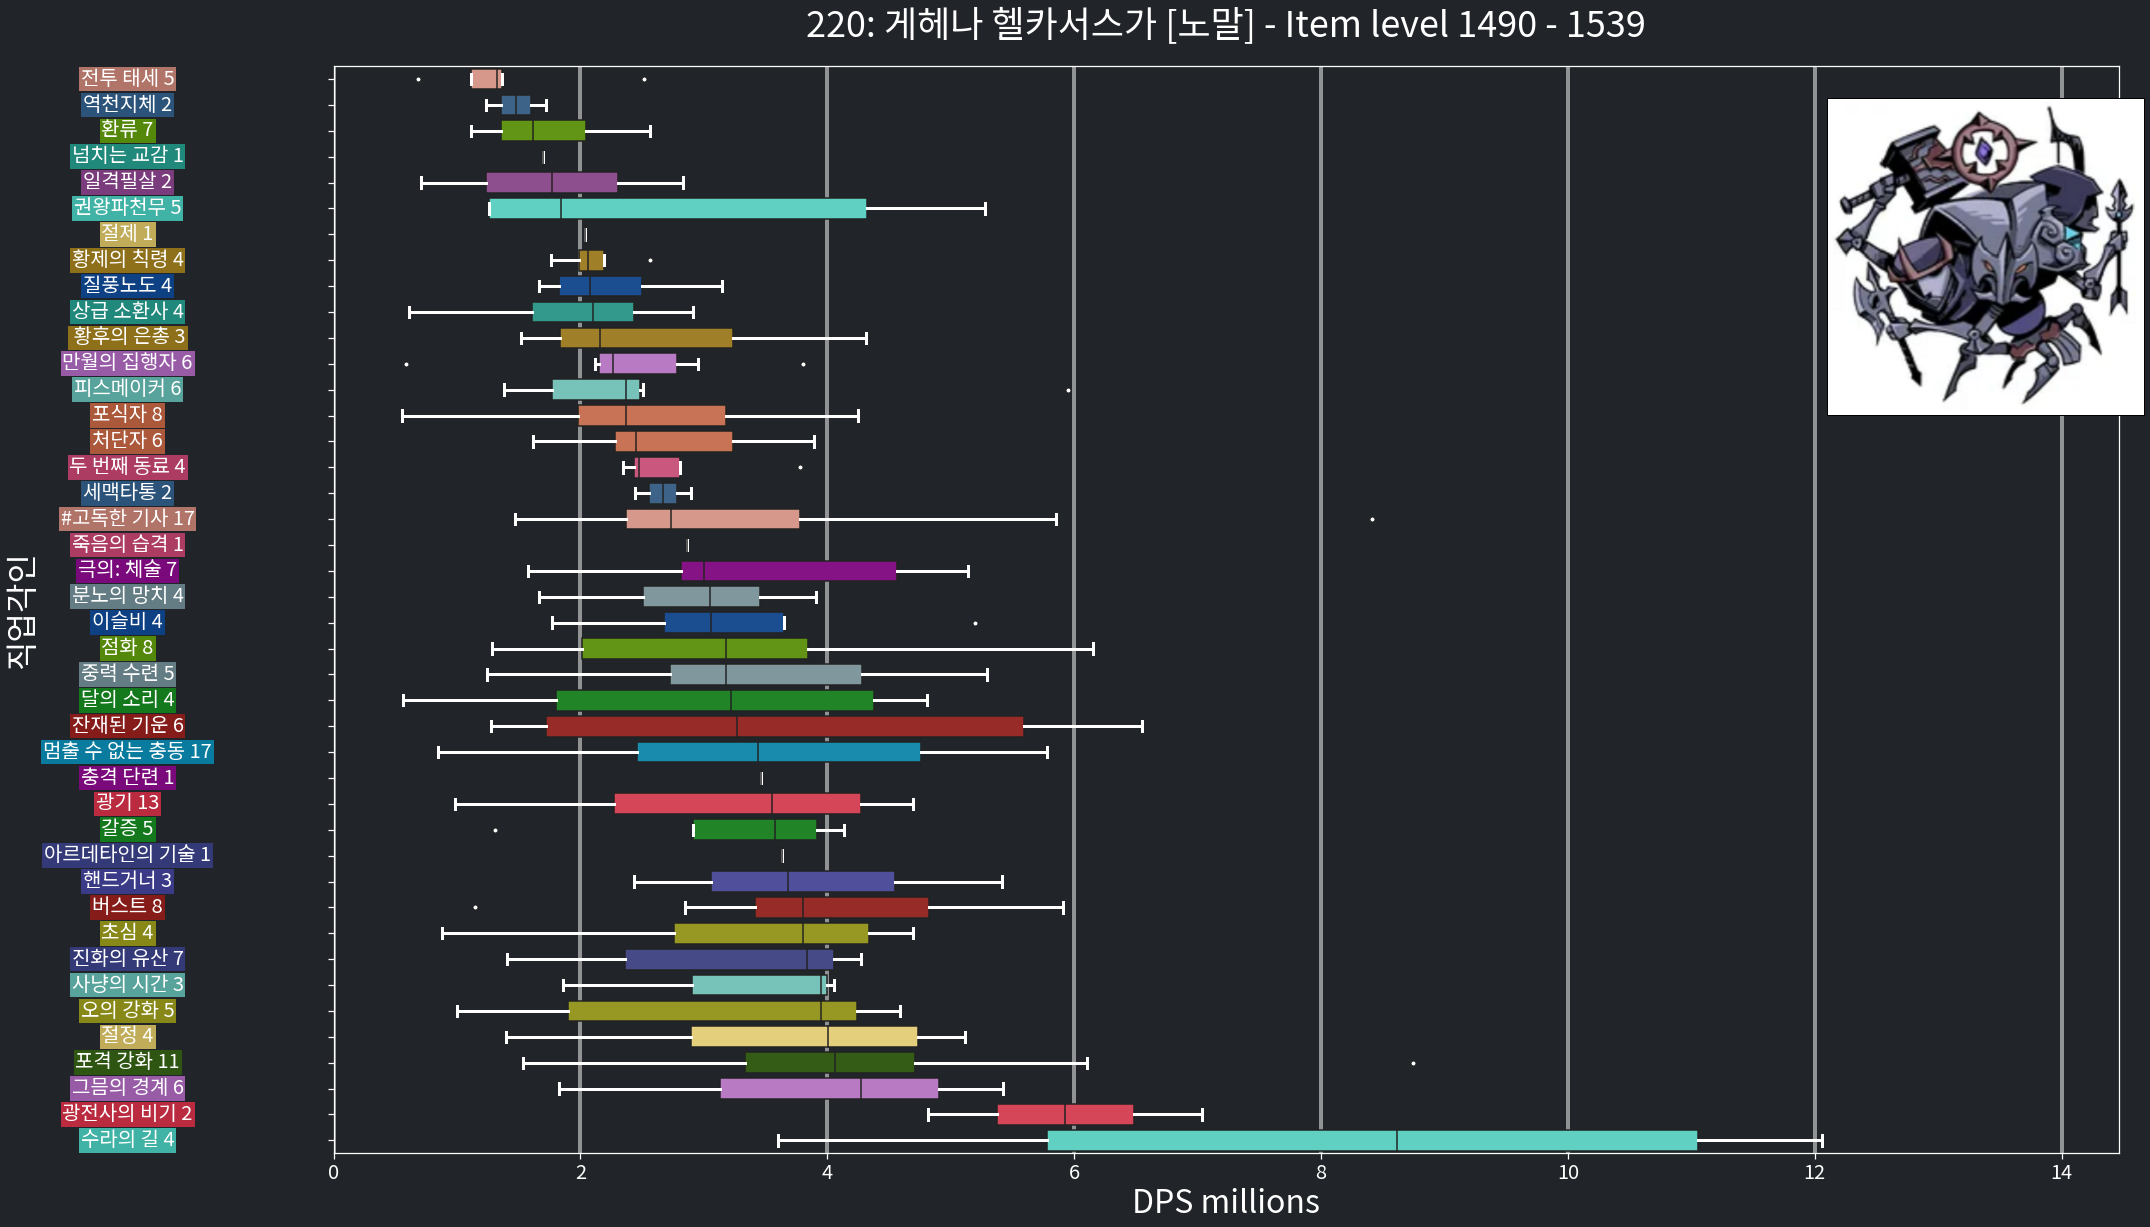 220: 게헤나 헬카서스가 [노말] - Item level 1490 - 1539
전투 태세 5
역천지체 2
환류 7
넘치는 교감 1
일격필살 2
권왕파천무 5
절제 1
황제의 칙령 4
질풍노도 4
상급 소환사 4
황후의 은총 3
만월의 집행자 6
피스메이커 6
포식자 8
처단자 6
두 번째 동료 4
세맥타통 2
#고독한 기사 17
죽음의 습격 1
극의: 체술 7
분노의 망치 4
이슬비 4
점화 8
중력 수련 5
달의 소리 4
잔재된 기운 6
멈출 수 없는 충동 17
충격 단련 1
광기 13
갈증 5
아르데타인의 기술 1
핸드거너 3
버스트 8
초심 4
진화의 유산 7
사냥의 시간 3
오의 강화 5
절정 4
포격 강화 11
그믐의 경계 6
광전사의 비기 2
수라의 길 4
직업각인
0 2 4 6 8 10 12 14
DPS millions